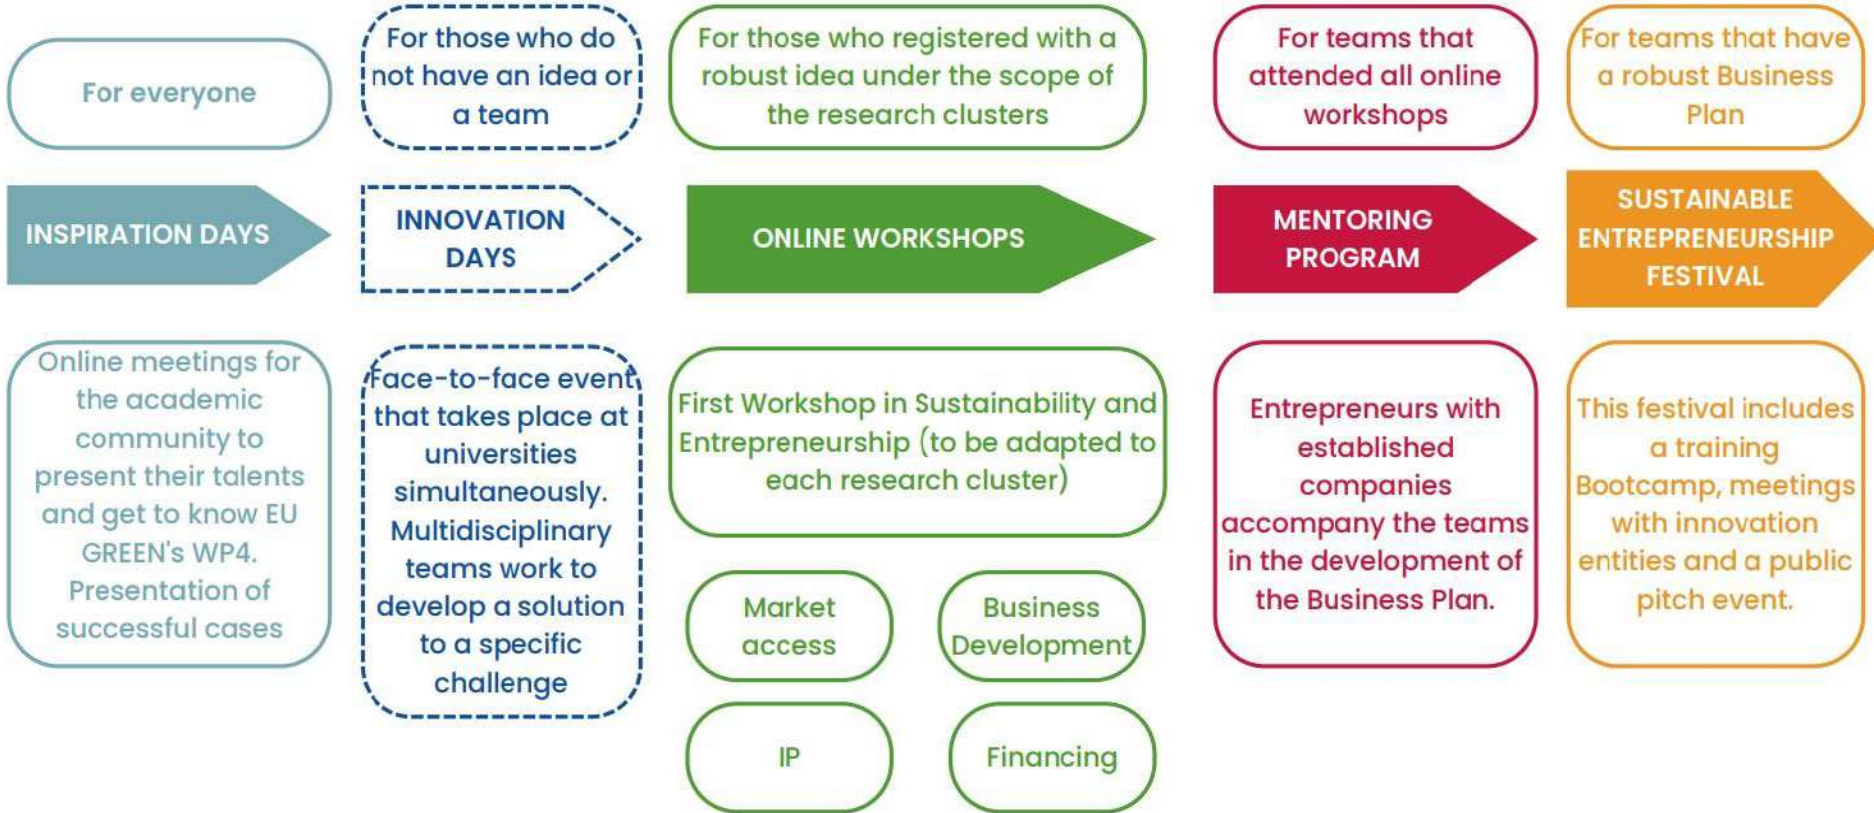 For everyone
For those who do
not have an idea or
a team
For those who registered with a
robust idea under the scope of
the research clusters
For teams that
attended all online
workshops
For teams that have
a robust Business
Plan
INSPIRATION DAYS
INNOVATION
DAYS
ONLINE WORKSHOPS
MENTORING
PROGRAM
SUSTAINABLE
ENTREPRENEURSHIP
FESTIVAL
Online meetings for
the academic
community to
present their talents
and get to know EU
GREEN's WP4.
Presentation of
successful cases
Face-to-face event
that takes place at
universities
simultaneously.
Multidisciplinary
teams work to
develop a solution
to a specific
challenge
First Workshop in Sustainability and
Entrepreneurship (to be adapted to
each research cluster)
Market
access
Business
Development
IP
Financing
Entrepreneurs with
established
companies
accompany the teams
in the development of
the Business Plan.
This festival includes
a training
Bootcamp, meetings
with innovation
entities and a public
pitch event.